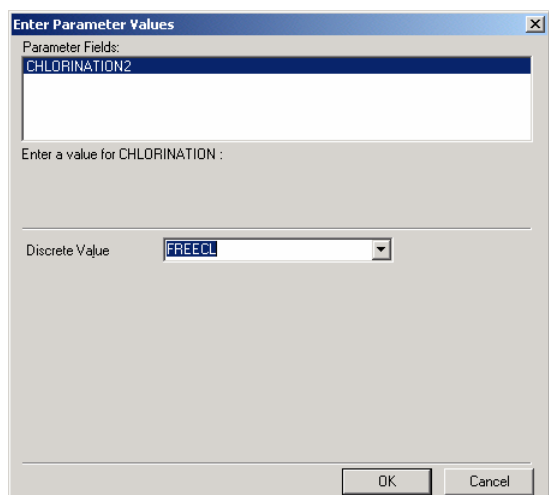 Enter Parameter Values
Parameter Fields:
CHLORINATION2
Enter a value for CHLORINATION :
Discrete Value FREECL
OK Cancel